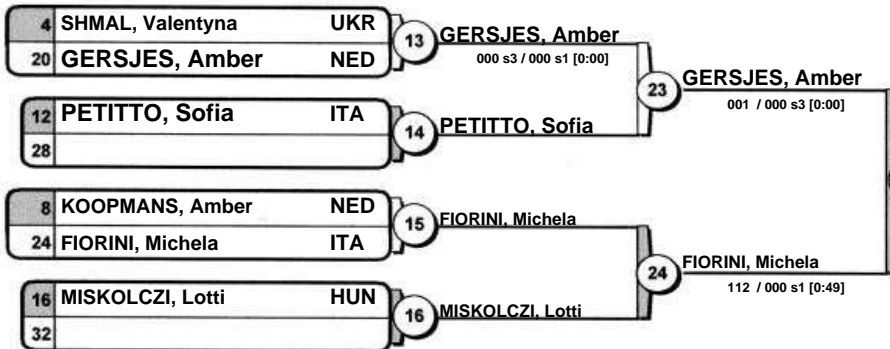 4 SHMAL, Valentyna UKR
20 GERSJES, Amber NED
13 GERSJES, Amber
000 s3 / 000 s1 [0:00]
12 PETITTO, Sofia ITA
28
14 PETITTO, Sofia
23 GERSJES, Amber
001 / 000 s3 [0:00]
8 KOOPMANS, Amber NED
24 FIORINI, Michela ITA
15 FIORINI, Michela
16 MISKOLCZI, Lotti HUN
32
16 MISKOLCZI, Lotti
24 FIORINI, Michela
112 / 000 s1 [0:49]